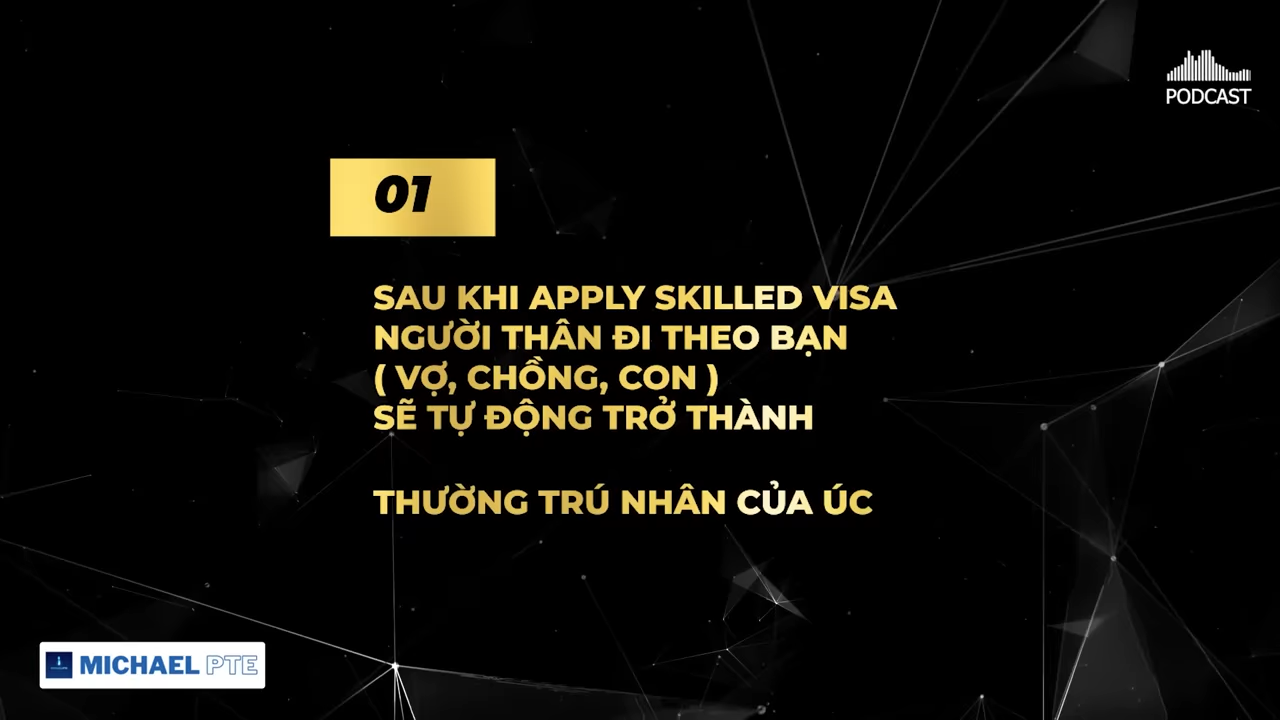 PODCAST
01
SAU KHI APPLY SKILLED VISA
NGƯỜI THÂN ĐI THEO BẠN
( VỢ, CHỒNG, CON )
SẼ TỰ ĐỘNG TRỞ THÀNH
THƯỜNG TRÚ NHÂN CỦA ÚC
MICHAEL PTE